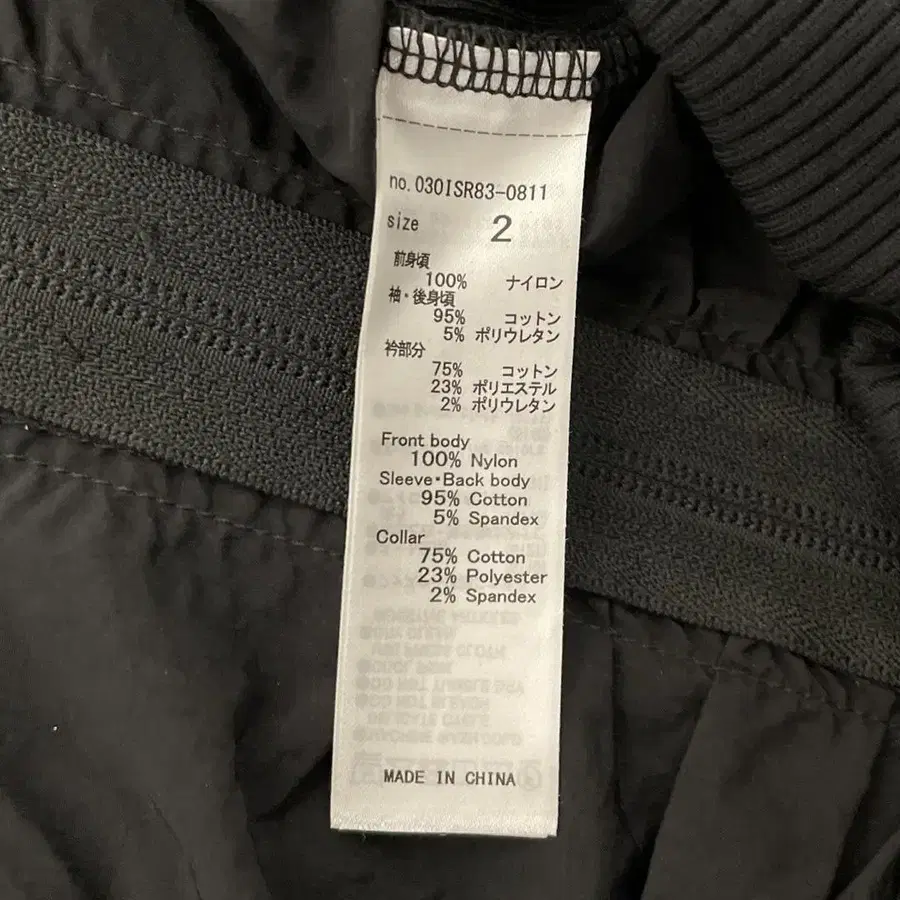 no.030ISR83-0811
size 2
前身頃
100% ナイロン
袖・後身頃
95% コットン
5% ポリウレタン
衿部分
75% コットン
23% ポリエステル
2% ポリウレタン
Front body
100% Nylon
Sleeve・Back body
95% Cotton
5% Spandex
Collar
75% Cotton
23% Polyester
2% Spandex
MADE IN CHINA